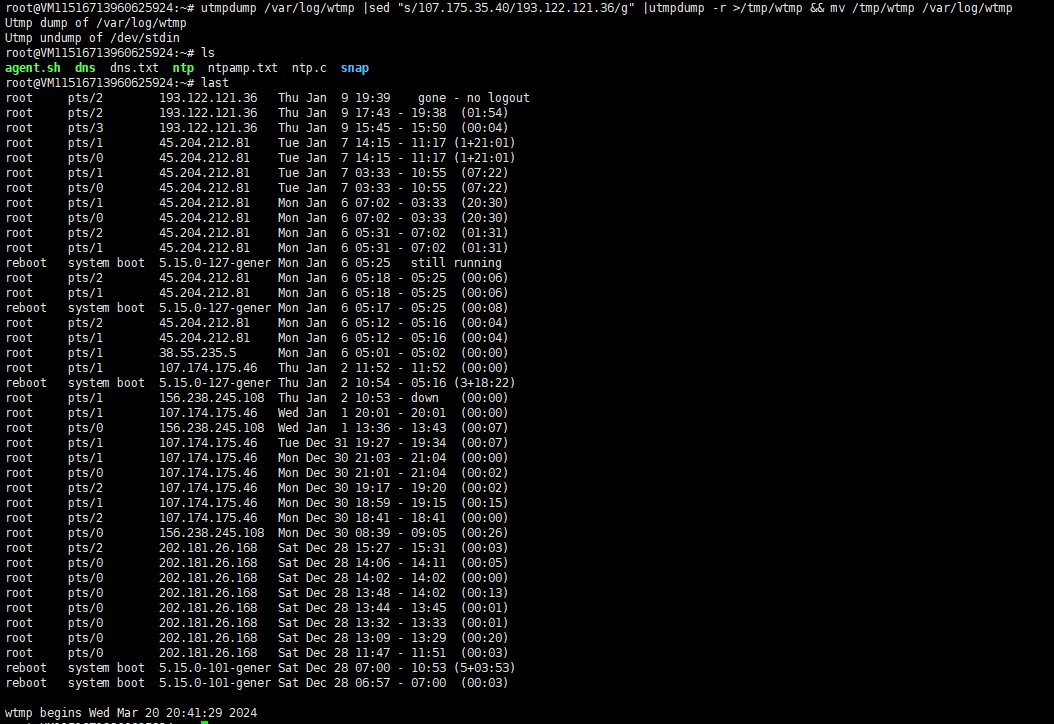 root@VM11516713960625924:~# utmpdump /var/log/wtmp |sed "s/107.175.35.40/193.122.121.36/g" |utmpdump -r >/tmp/wtmp && mv /tmp/wtmp /var/log/wtmp
Utmp dump of /var/log/wtmp
Utmp undump of /dev/stdin
root@VM11516713960625924:~# ls
agent.sh  dns  dns.txt  ntp  ntpamp.txt  ntp.c  snap
root@VM11516713960625924:~# last
root     pts/2        193.122.121.36   Thu Jan  9 19:39    gone - no logout
root     pts/2        193.122.121.36   Thu Jan  9 17:43 - 19:38  (01:54)
root     pts/3        193.122.121.36   Thu Jan  9 15:45 - 15:50  (00:04)
root     pts/1        45.204.212.81    Tue Jan  7 14:15 - 11:17 (1+21:01)
root     pts/0        45.204.212.81    Tue Jan  7 14:15 - 11:17 (1+21:01)
root     pts/1        45.204.212.81    Tue Jan  7 03:33 - 10:55  (07:22)
root     pts/0        45.204.212.81    Tue Jan  7 03:33 - 10:55  (07:22)
root     pts/1        45.204.212.81    Mon Jan  6 07:02 - 03:33  (20:30)
root     pts/0        45.204.212.81    Mon Jan  6 07:02 - 03:33  (20:30)
root     pts/2        45.204.212.81    Mon Jan  6 05:31 - 07:02  (01:31)
root     pts/1        45.204.212.81    Mon Jan  6 05:31 - 07:02  (01:31)
reboot   system boot  5.15.0-127-gener Mon Jan  6 05:25   still running
root     pts/2        45.204.212.81    Mon Jan  6 05:18 - 05:25  (00:06)
root     pts/1        45.204.212.81    Mon Jan  6 05:18 - 05:25  (00:06)
reboot   system boot  5.15.0-127-gener Mon Jan  6 05:17 - 05:25  (00:08)
root     pts/2        45.204.212.81    Mon Jan  6 05:12 - 05:16  (00:04)
root     pts/1        45.204.212.81    Mon Jan  6 05:12 - 05:16  (00:04)
root     pts/1        38.55.235.5      Mon Jan  6 05:01 - 05:02  (00:00)
root     pts/1        107.174.175.46   Thu Jan  2 11:52 - 11:52  (00:00)
reboot   system boot  5.15.0-127-gener Thu Jan  2 10:54 - 05:16 (3+18:22)
root     pts/1        156.238.245.108  Thu Jan  2 10:53 - down   (00:00)
root     pts/1        107.174.175.46   Wed Jan  1 20:01 - 20:01  (00:00)
root     pts/0        156.238.245.108  Wed Jan  1 13:36 - 13:43  (00:07)
root     pts/1        107.174.175.46   Tue Dec 31 19:27 - 19:34  (00:07)
root     pts/1        107.174.175.46   Mon Dec 30 21:03 - 21:04  (00:00)
root     pts/0        107.174.175.46   Mon Dec 30 21:01 - 21:04  (00:02)
root     pts/2        107.174.175.46   Mon Dec 30 19:17 - 19:20  (00:02)
root     pts/1        107.174.175.46   Mon Dec 30 18:59 - 19:15  (00:15)
root     pts/2        107.174.175.46   Mon Dec 30 18:41 - 18:41  (00:00)
root     pts/0        156.238.245.108  Mon Dec 30 08:39 - 09:05  (00:26)
root     pts/2        202.181.26.168   Sat Dec 28 15:27 - 15:31  (00:03)
root     pts/0        202.181.26.168   Sat Dec 28 14:06 - 14:11  (00:05)
root     pts/0        202.181.26.168   Sat Dec 28 14:02 - 14:02  (00:00)
root     pts/0        202.181.26.168   Sat Dec 28 13:48 - 14:02  (00:13)
root     pts/0        202.181.26.168   Sat Dec 28 13:44 - 13:45  (00:01)
root     pts/0        202.181.26.168   Sat Dec 28 13:32 - 13:33  (00:01)
root     pts/0        202.181.26.168   Sat Dec 28 13:09 - 13:29  (00:20)
root     pts/0        202.181.26.168   Sat Dec 28 11:47 - 11:51  (00:03)
reboot   system boot  5.15.0-101-gener Sat Dec 28 07:00 - 10:53 (5+03:53)
reboot   system boot  5.15.0-101-gener Sat Dec 28 06:57 - 07:00  (00:03)
wtmp begins Wed Mar 20 20:41:29 2024